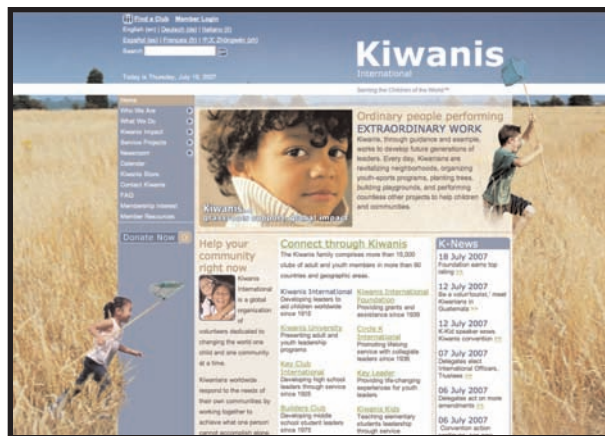 Find a Club Member Login
English (en) | Deutsch (de) | Italiano (it)
Español (es) | Français (fr) |
Search
Today is Thursday, July 19, 2007
Kiwanis
International
Serving the Children of the World™
Home
Who We Are
What We Do
Kiwanis Impact
Service Projects
Newsroom
Calendar
Kiwanis Store
Contact Kiwanis
FAQ
Membership Interest
Member Resources
Donate Now
Kiwanis
grassroots support, global impact
Ordinary people performing
EXTRAORDINARY WORK
Kiwanis, through guidance and example,
works to develop future generations of
leaders. Every day, Kiwanians are
revitalizing neighborhoods, organizing
youth-sports programs, planting trees,
building playgrounds, and performing
countless other projects to help children
and communities.
Help your
community
right now
Kiwanis
International
is a global
organization
of
volunteers dedicated to
changing the world one
child and one community
at a time.
Kiwanians worldwide
respond to the needs of
their own communities by
working together to
achieve what one person
cannot accomplish alone
Connect through Kiwanis
The Kiwanis family comprises more than
clubs of adult and youth members in more than 80
countries and geographic areas.
Kiwanis International
Developing leaders to
aid children worldwide
since 1915
Kiwanis University
Presenting adult and
youth leadership
programs
Key Club
International
Developing high school
leaders through service
since 1925
Builders Club
Developing middle
school student leaders
since 1975
Kiwanis International
Foundation
Providing grants and
assistance since 1939
Circle K
International
Promoting lifelong
service with collegiate
leaders since 1936
Key Leader
Providing life-changing
experiences for youth
leaders
Kiwanis Kids
Teaching elementary
students leadership
through service
K-News
18 July 2007
Foundation earns top
rating >>
12 July 2007
Be a 'voluntourist,' meet
Kiwanians in
Guatemala >>
12 July 2007
K-Kid speaker wows
Kiwanis convention >>
07 July 2007
Delegates elect
International Officers,
Trustees >>
06 July 2007
Delegates act on more
amendments >>
06 July 2007
Convention action